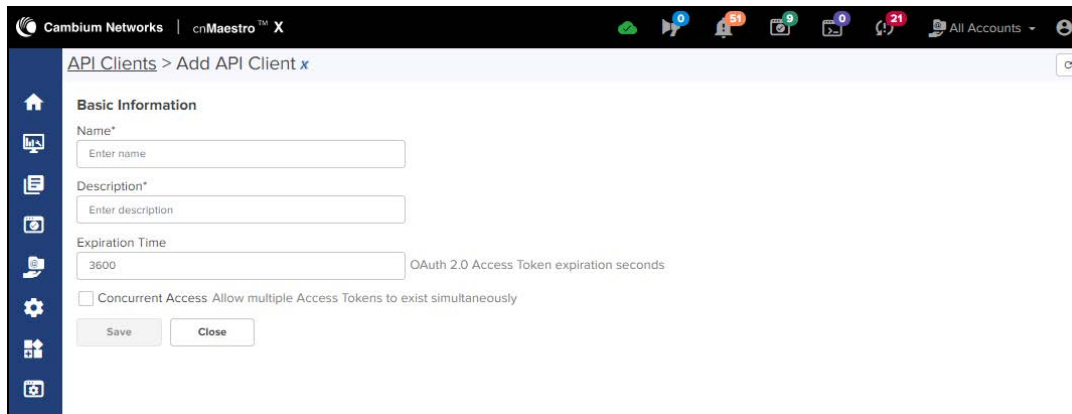 Cambium Networks | cnMaestro™ X
0 51 9 0 21 All Accounts
API Clients > Add API Client x
Basic Information
Name*
Enter name
Description*
Enter description
Expiration Time
3600 OAuth 2.0 Access Token expiration seconds
Concurrent Access Allow multiple Access Tokens to exist simultaneously
Save Close